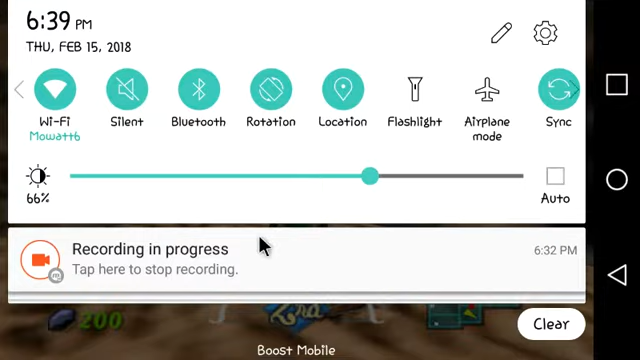 6:39 PM
THU, FEB 15, 2018
Wi-Fi
Mowatt6
Silent
Bluetooth
Rotation
Location
Flashlight
Airplane
mode
Sync
66%
Auto
Recording in progress
6:32 PM
Tap here to stop recording.
200
Clear
Boost Mobile